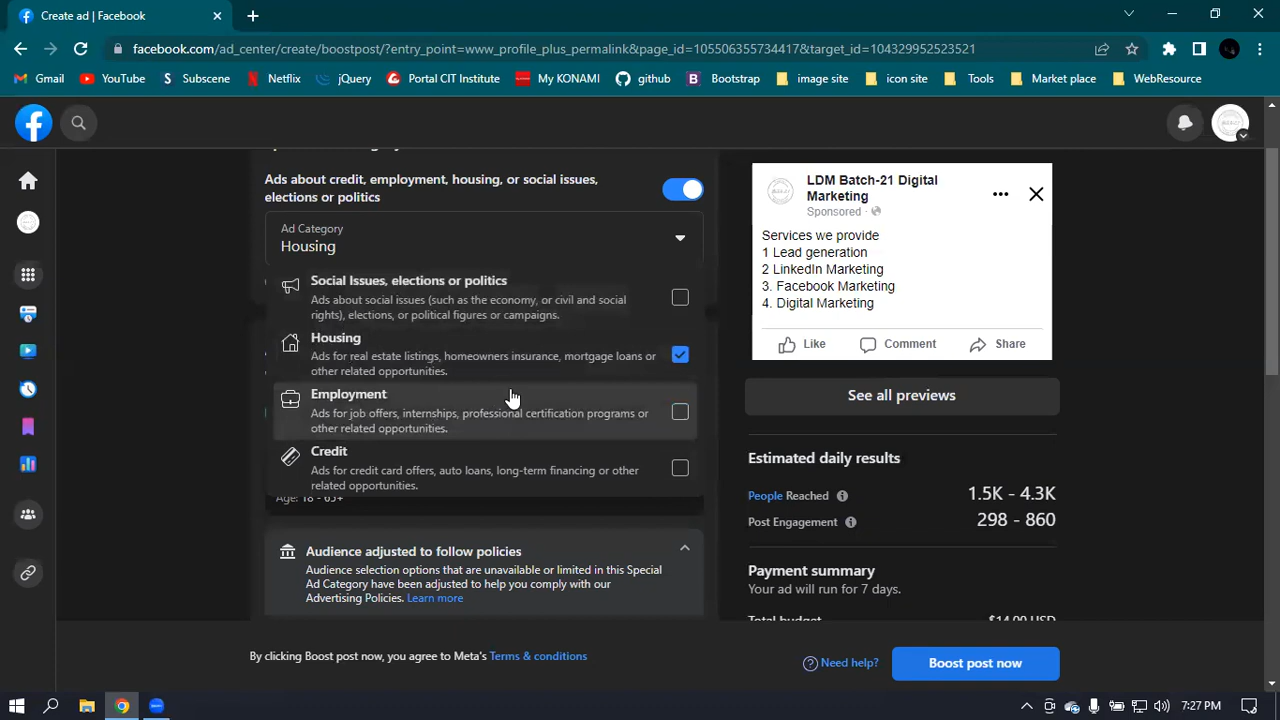 Create ad | Facebook
facebook.com/ad_center/create/boostpost/?entry_point=www_profile_plus_permalink&page_id=105506355734417&target_id=104329952523521
Gmail YouTube Subscene Netflix jQuery Portal CIT Institute My KONAMI github Bootstrap image site icon site Tools Market place WebResource
Ads about credit, employment, housing, or social issues,
elections or politics
Ad Category
Housing
Social Issues, elections or politics
Ads about social issues (such as the economy, or civil and social
rights), elections, or political figures or campaigns.
Housing
Ads for real estate listings, homeowners insurance, mortgage loans or
other related opportunities.
Employment
Ads for job offers, internships, professional certification programs or
other related opportunities.
Credit
Ads for credit card offers, auto loans, long-term financing or other
related opportunities.
Age: 18 - 65+
Audience adjusted to follow policies
Audience selection options that are unavailable or limited in this Special
Ad Category have been adjusted to help you comply with our
Advertising Policies. Learn more
LDM Batch-21 Digital
Marketing
Sponsored ·
Services we provide
1 Lead generation
2 LinkedIn Marketing
3. Facebook Marketing
4. Digital Marketing
Like Comment Share
See all previews
Estimated daily results
People Reached 1.5K - 4.3K
Post Engagement 298 - 860
Payment summary
Your ad will run for 7 days.
Total budget $14.00 USD
By clicking Boost post now, you agree to Meta's Terms & conditions
Need help?
Boost post now
7:27 PM